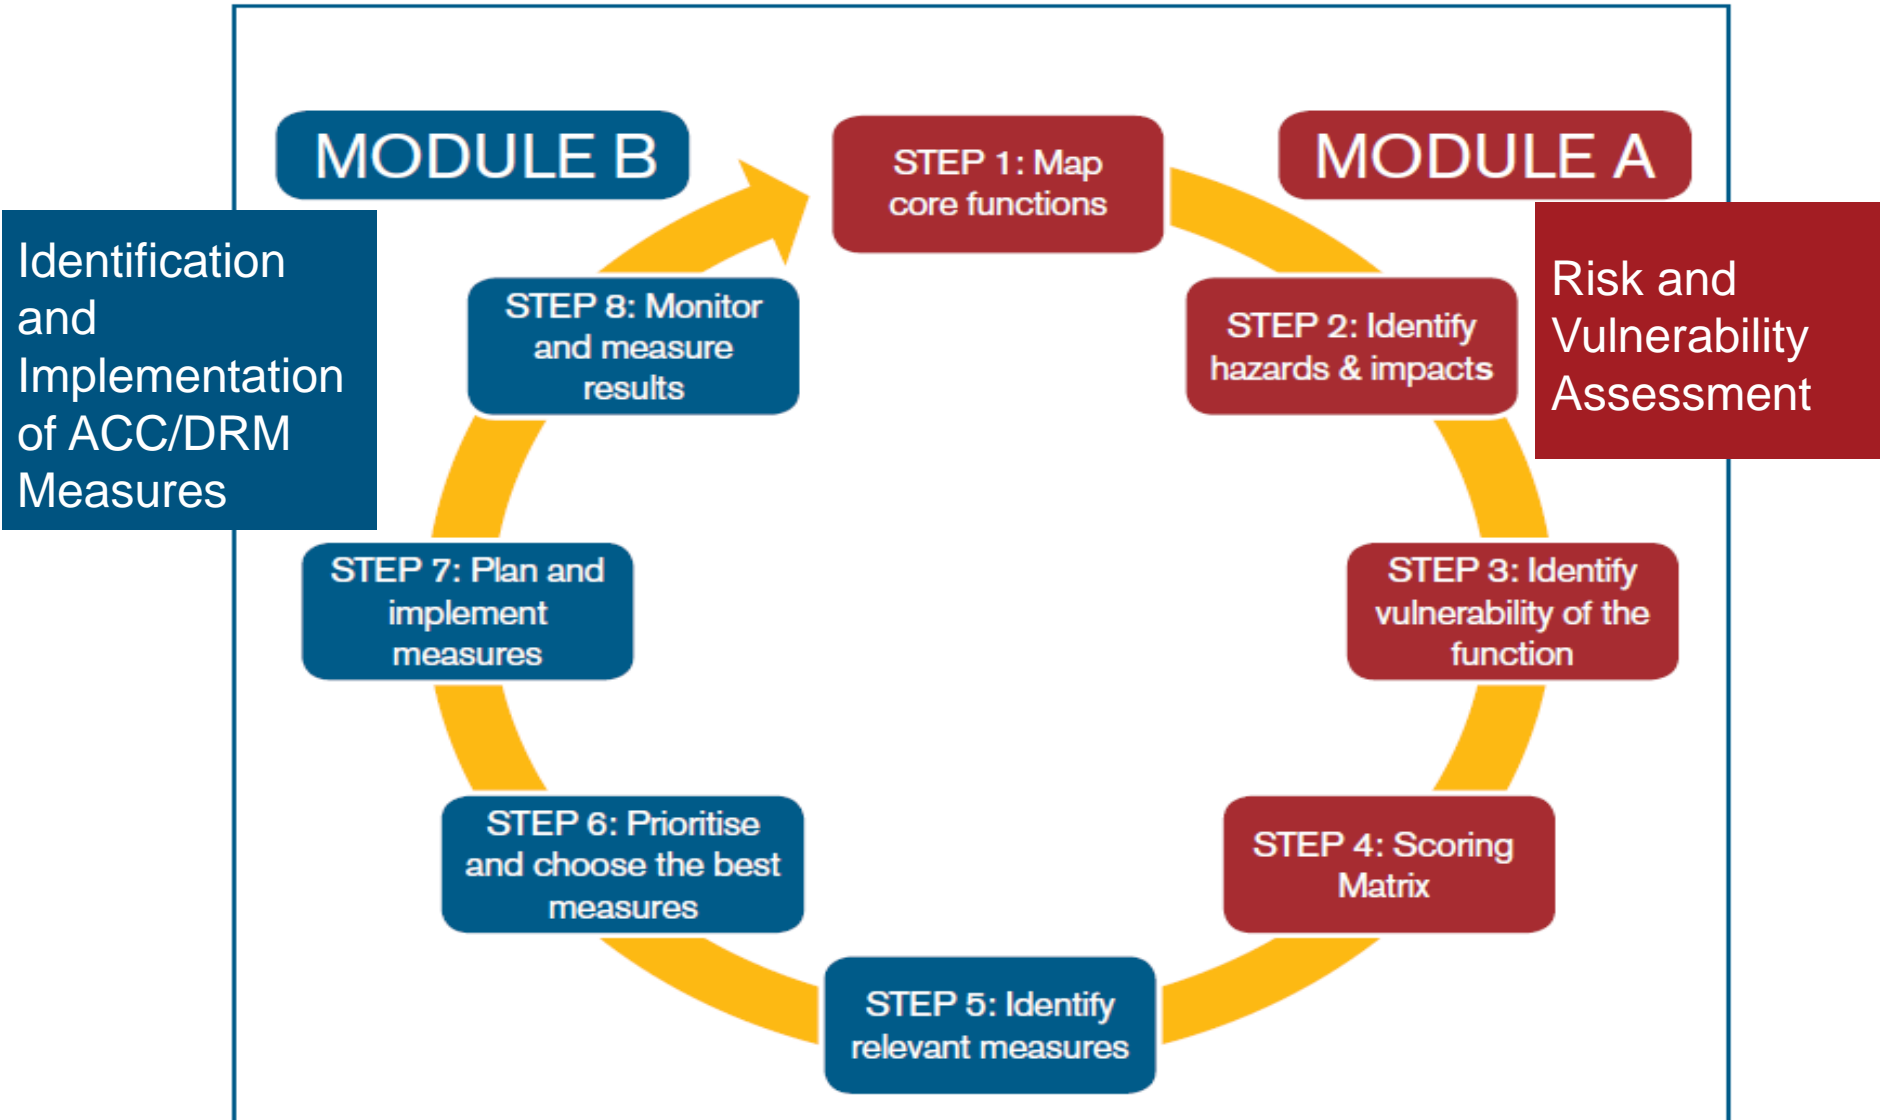 MODULE B
MODULE A
Identification
and
Implementation
of ACC/DRM
Measures
Risk and
Vulnerability
Assessment
STEP 1: Map
core functions
STEP 2: Identify
hazards & impacts
STEP 3: Identify
vulnerability of the
function
STEP 4: Scoring
Matrix
STEP 5: Identify
relevant measures
STEP 6: Prioritise
and choose the best
measures
STEP 7: Plan and
implement
measures
STEP 8: Monitor
and measure
results